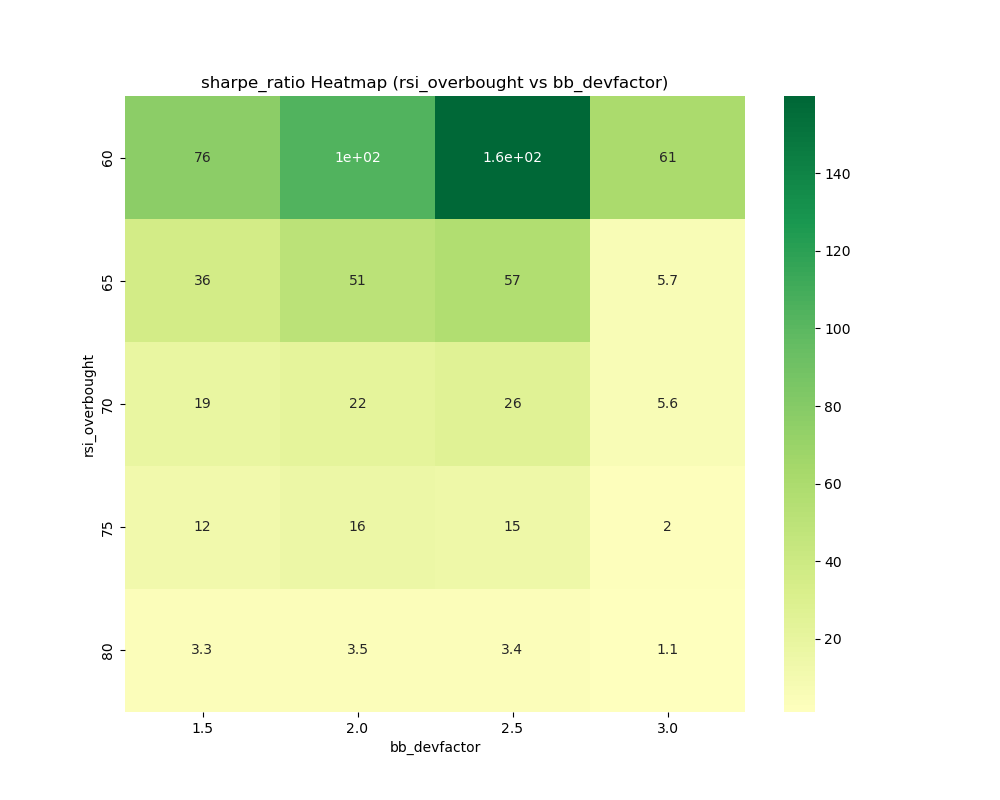 sharpe_ratio Heatmap (rsi_overbought vs bb_devfactor)
60 76 1e+02 1.6e+02 61
65 36 51 57 5.7
70 19 22 26 5.6
75 12 16 15 2
80 3.3 3.5 3.4 1.1
rsi_overbought
1.5 2.0 2.5 3.0
bb_devfactor
140
120
100
80
60
40
20